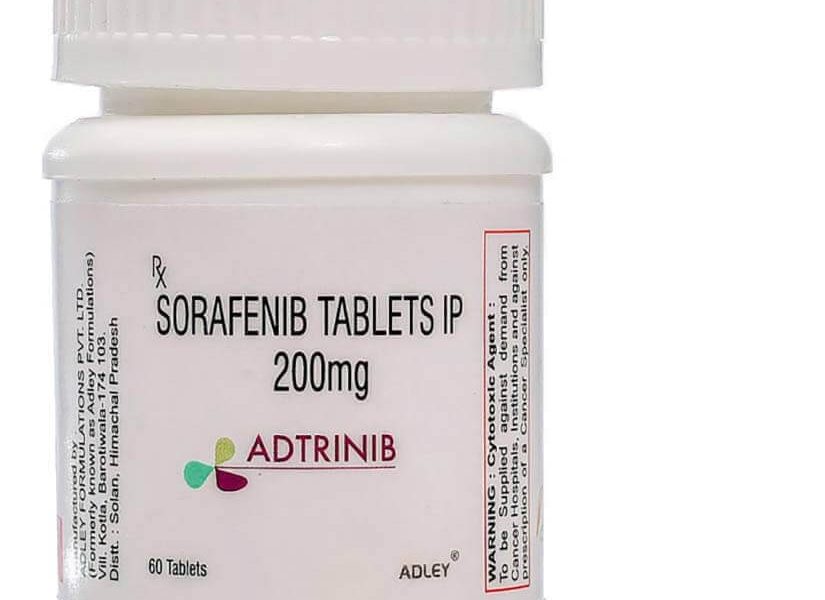 Rx
SORAFENIB TABLETS IP
200mg
ADTRINIB
60 Tablets
ADLEY®
manufactured by
ADLEY FORMULATIONS PVT. LTD.
(Formerly known as Adley Formulations)
Vill. Kotla, Barotiwala-174 103.
Distt. : Solan, Himachal Pradesh
WARNING : Cytotoxic Agent :
To be Supplied against demand from
Cancer Hospitals, Institutions and against
prescription of a Cancer Specialist only.